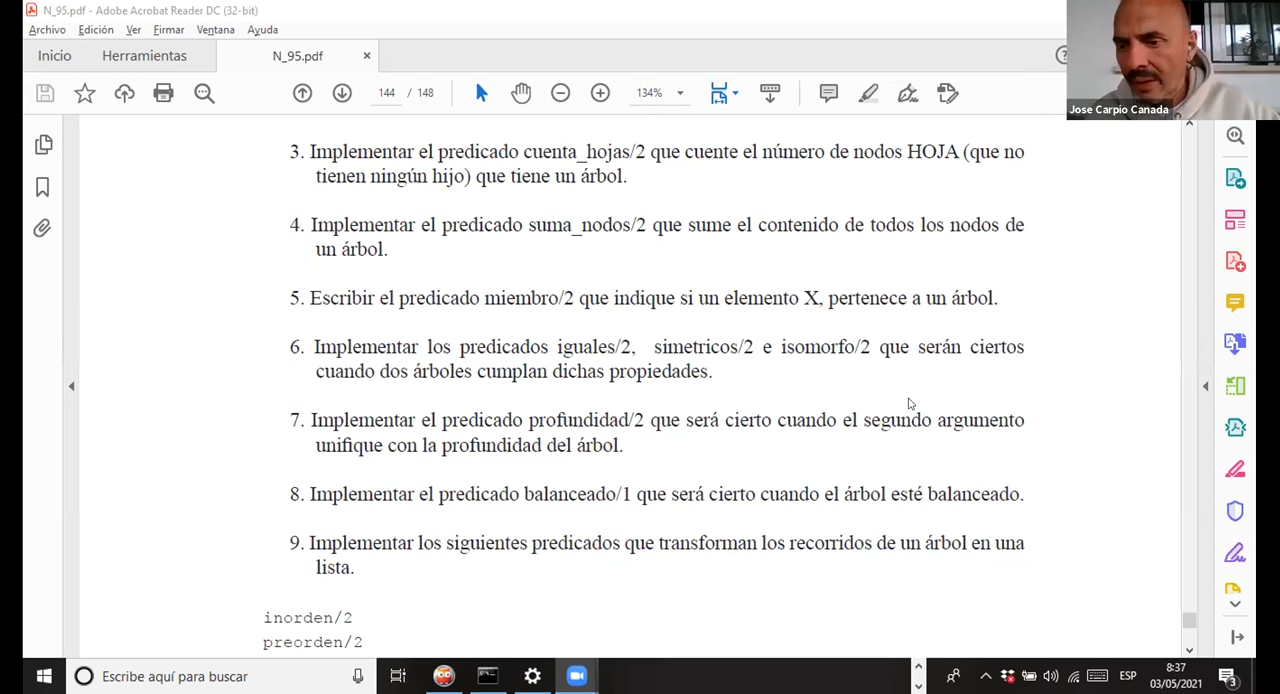 N_95.pdf - Adobe Acrobat Reader DC (32-bit)
Archivo Edición Ver Firmar Ventana Ayuda
Inicio Herramientas N_95.pdf ×
144 / 148 134%
Jose Carpio Canada
3. Implementar el predicado cuenta_hojas/2 que cuente el número de nodos HOJA (que no
tienen ningún hijo) que tiene un árbol.
4. Implementar el predicado suma_nodos/2 que sume el contenido de todos los nodos de
un árbol.
5. Escribir el predicado miembro/2 que indique si un elemento X, pertenece a un árbol.
6. Implementar los predicados iguales/2, simetricos/2 e isomorfo/2 que serán ciertos
cuando dos árboles cumplan dichas propiedades.
7. Implementar el predicado profundidad/2 que será cierto cuando el segundo argumento
unifique con la profundidad del árbol.
8. Implementar el predicado balanceado/1 que será cierto cuando el árbol esté balanceado.
9. Implementar los siguientes predicados que transforman los recorridos de un árbol en una
lista.
inorden/2
preorden/2
Escribe aquí para buscar
ESP
8:37
03/05/2021
3